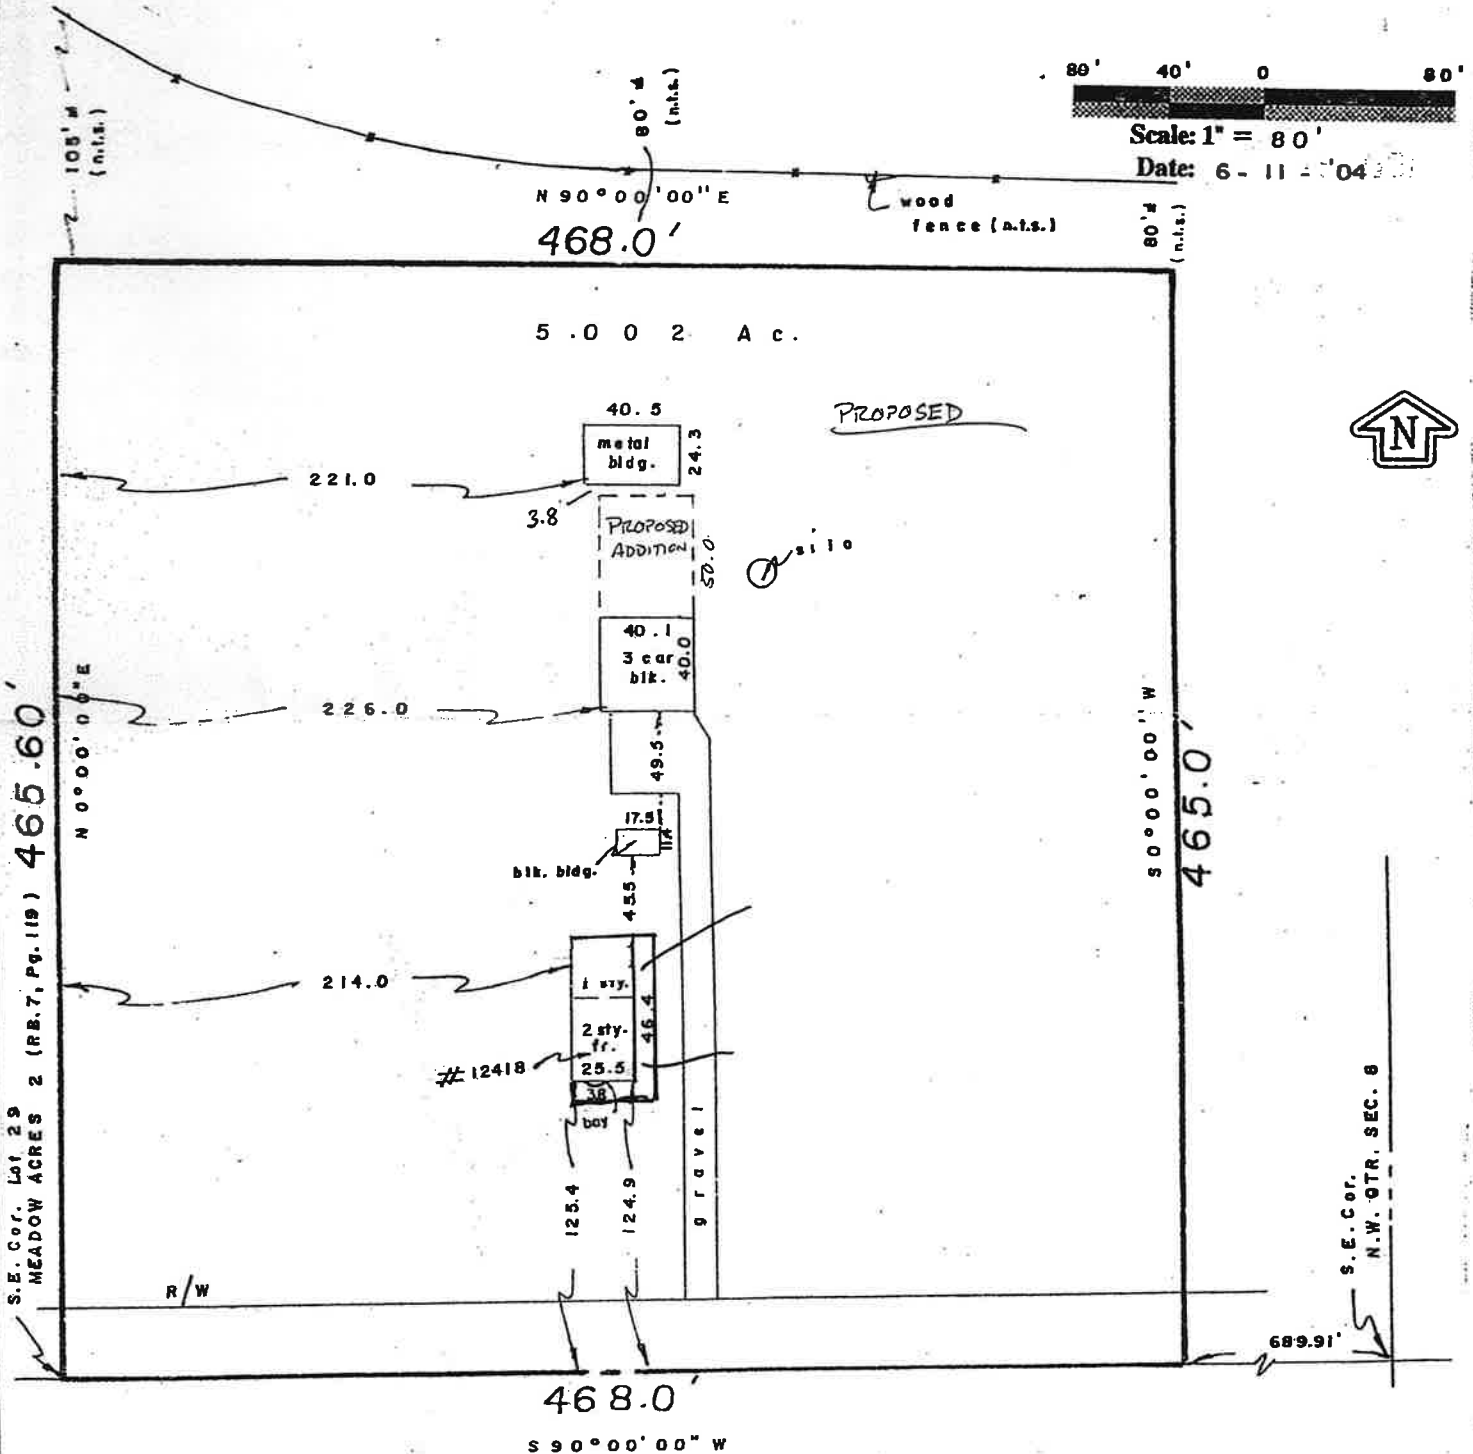 80' 40' 0 80'
Scale: 1" = 80'
Date: 6 - 11 - '04
105' ±
(n.t.s.)
80' ±
(n.t.s.)
N 90°00'00" E
468.0'
wood
fence (n.t.s.)
80' ±
(n.t.s.)
5.002 Ac.
PROPOSED
N
40.5
metal
bldg.
24.3
221.0
3.8
PROPOSED
ADDITION
50.0
silo
40.1
3 car
blk.
40.0
226.0
N 0°00'00" E
465.60'
S 0°00'00" W
465.0'
49.5
17.5
blk. bldg.
45.5
214.0
1 sty.
2 sty.
fr.
25.5
46.4
# 12418
38
bay
125.4
124.9
gravel
S.E. Cor. Lot 29
MEADOW ACRES 2 (RB.7, Pg.119)
R/W
S.E. Cor.
N.W. QTR. SEC. 8
689.91'
468.0'
S 90°00'00" W